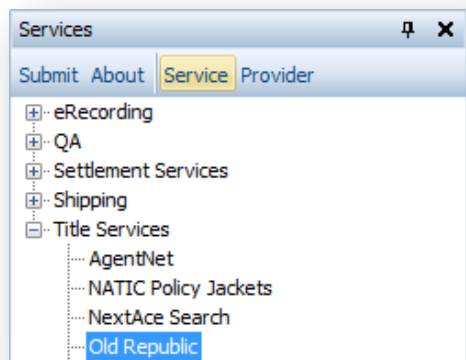 Services
Submit About Service Provider
eRecording
QA
Settlement Services
Shipping
Title Services
AgentNet
NATIC Policy Jackets
NextAce Search
Old Republic